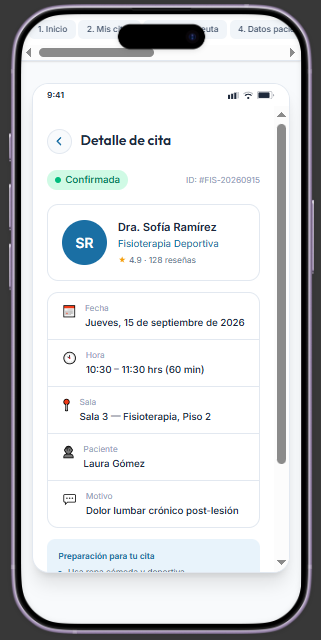 1. Inicio
2. Mis ci
euta
4. Datos pacie
9:41
Detalle de cita
Confirmada
ID: #FIS-20260915
SR
Dra. Sofía Ramírez
Fisioterapia Deportiva
★ 4.9 · 128 reseñas
Fecha
Jueves, 15 de septiembre de 2026
Hora
10:30 – 11:30 hrs (60 min)
Sala
Sala 3 — Fisioterapia, Piso 2
Paciente
Laura Gómez
Motivo
Dolor lumbar crónico post-lesión
Preparación para tu cita
• Usa ropa cómoda y deportiva